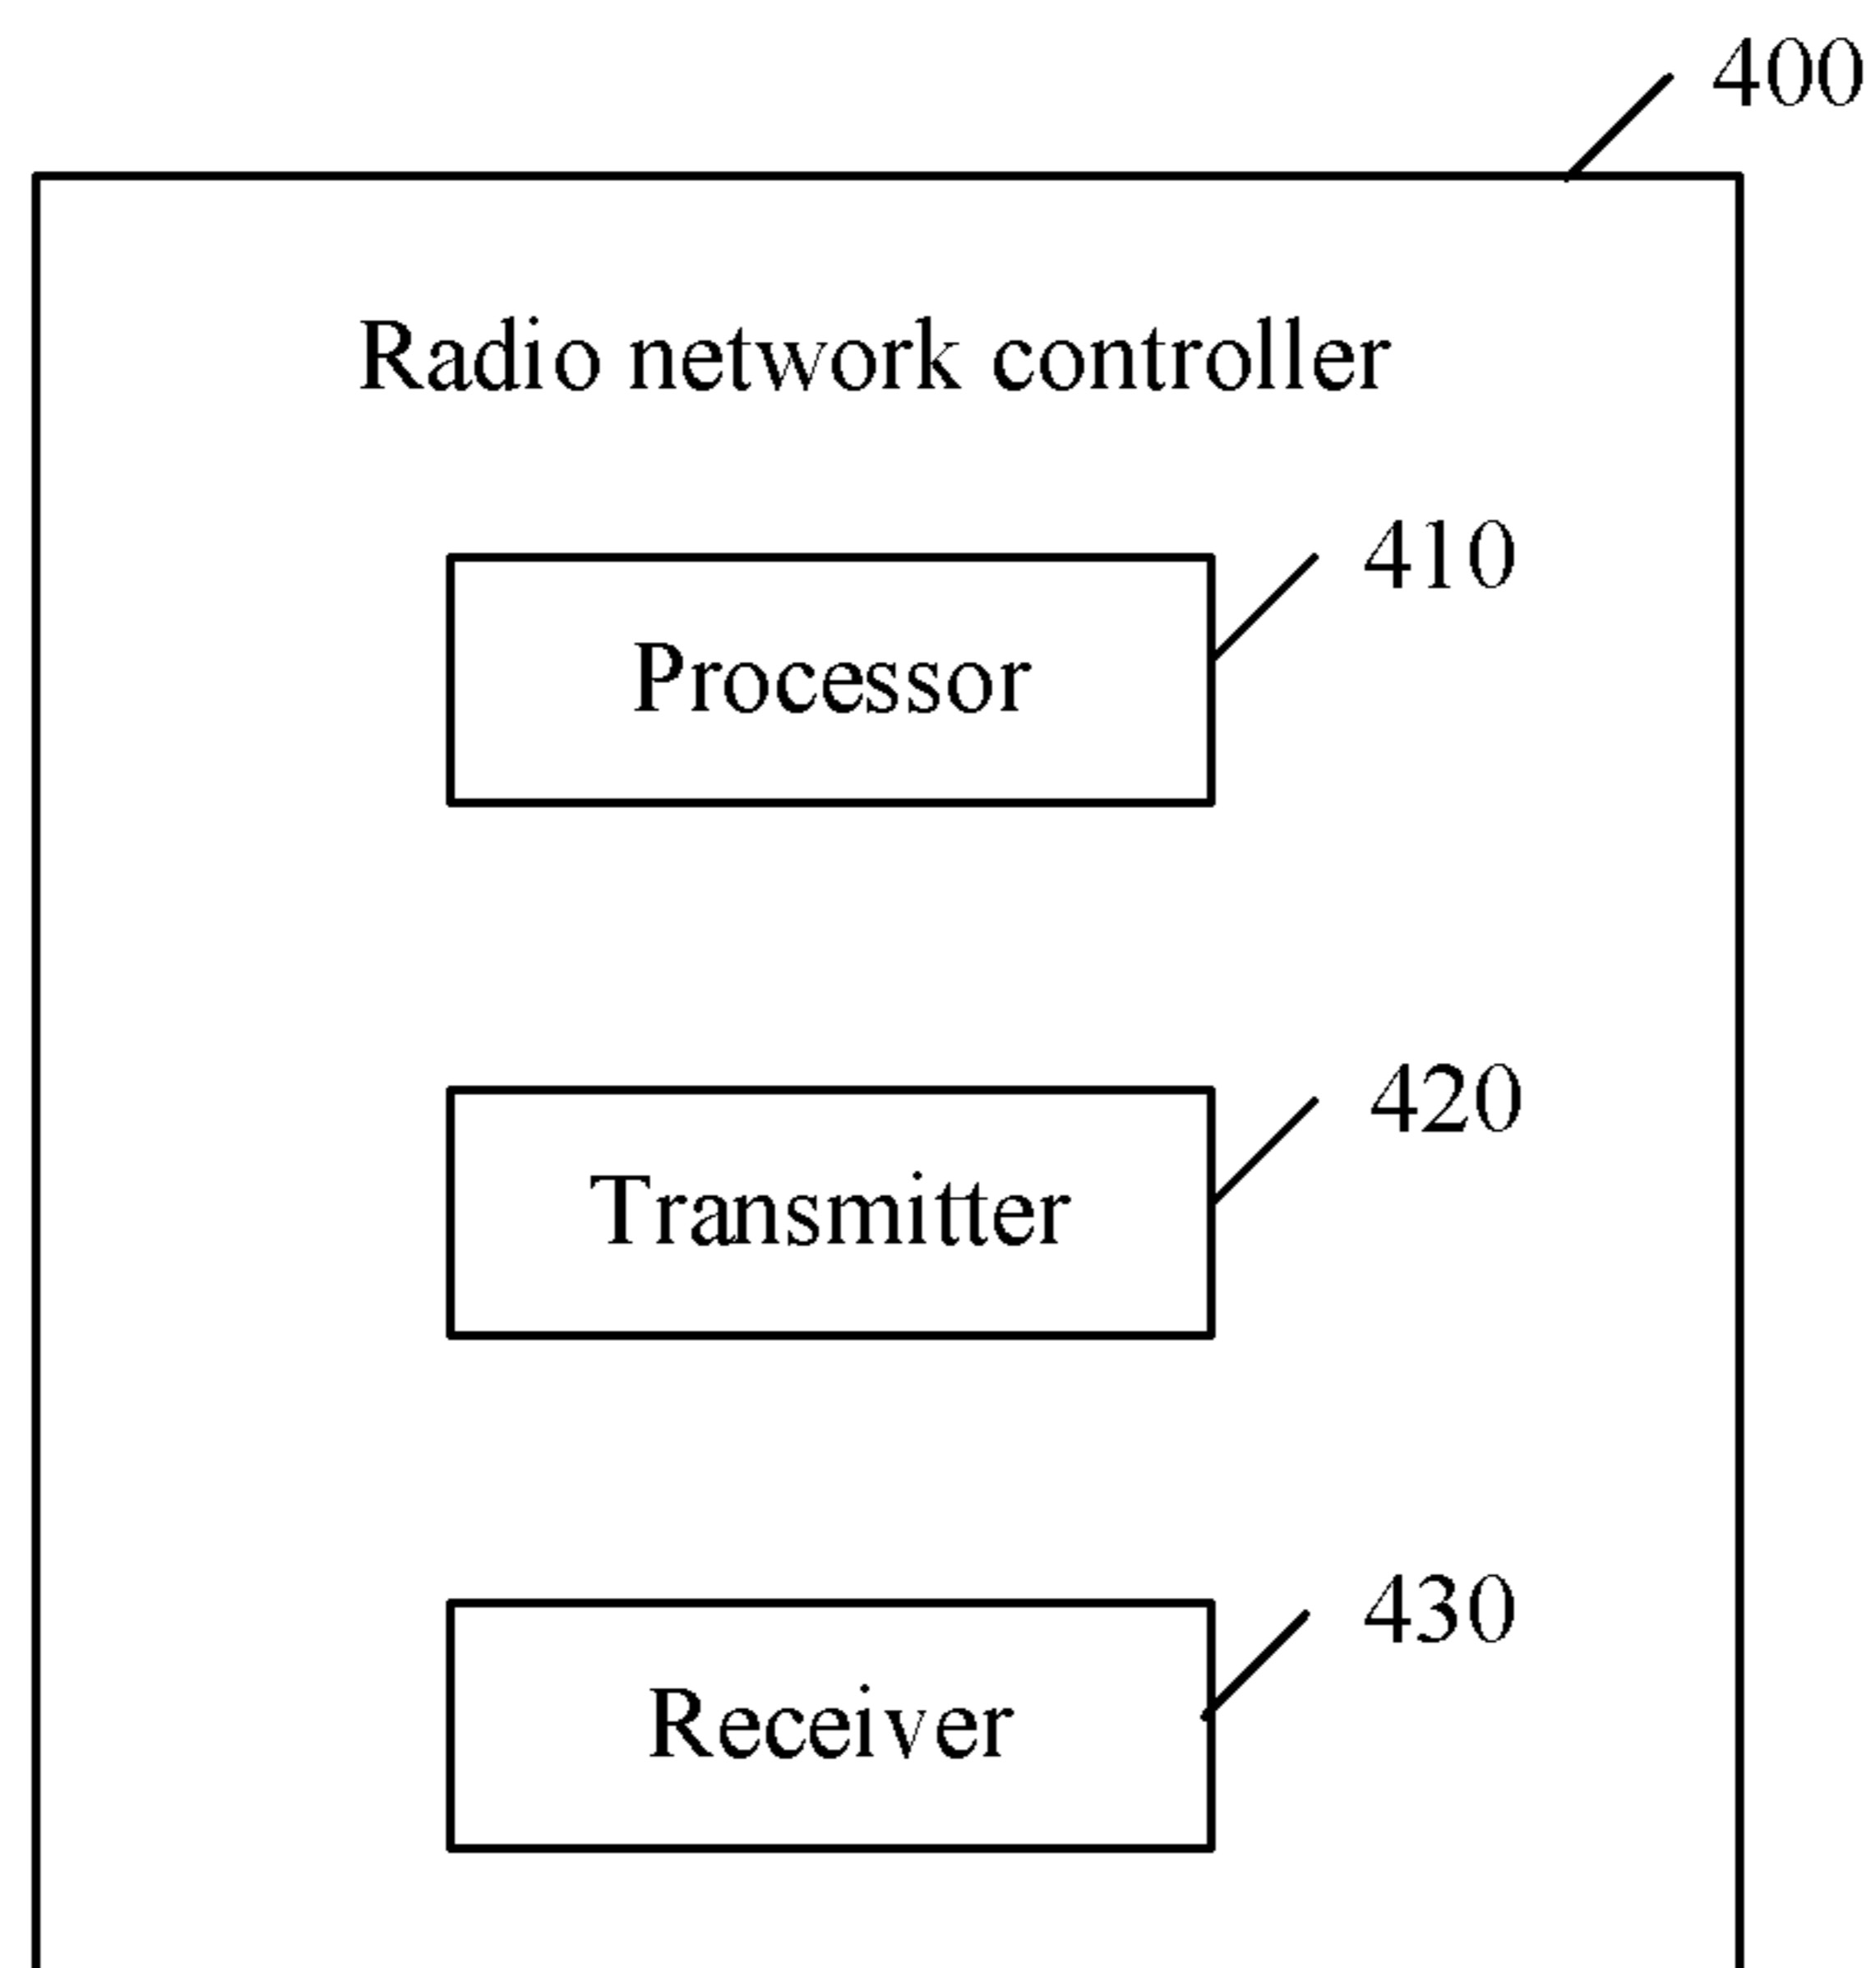 400
Radio network controller
410
Processor
420
Transmitter
430
Receiver